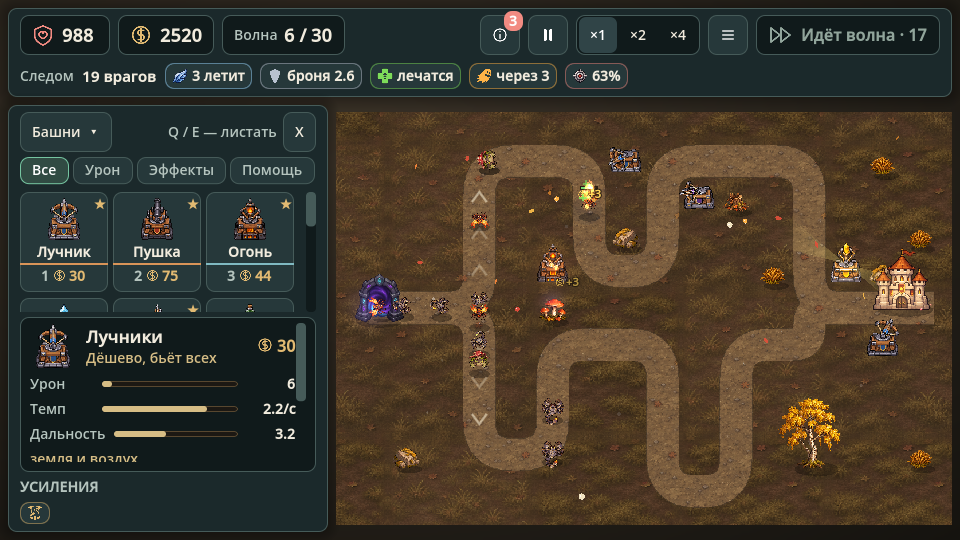 988 2520 Волна 6 / 30 3 ×1 ×2 ×4 Идёт волна · 17
Следом 19 врагов 3 летит броня 2.6 лечатся через 3 63%
Башни Q / E — листать X
Все Урон Эффекты Помощь
Лучник Пушка Огонь
1 30 2 75 3 44
Лучники
Дёшево, бьёт всех 30
Урон 6
Темп 2.2/с
Дальность 3.2
земля и воздух
УСИЛЕНИЯ
+3
+3